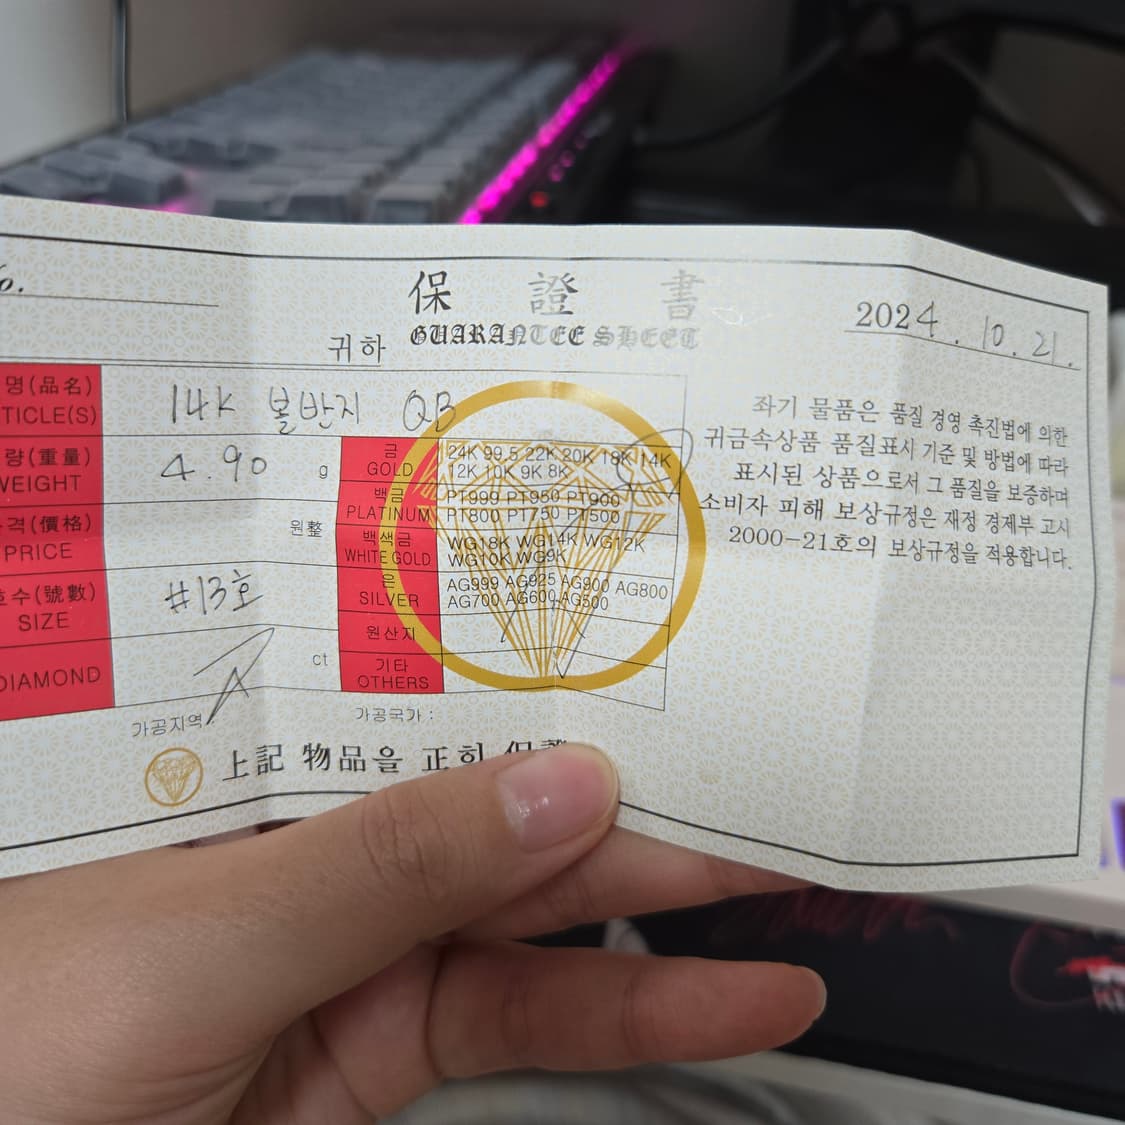 o.
保 證 書
GUARANTEE SHEET
2024. 10. 21.
귀하
명(品名)
TICLE(S)
14K 볼반지 QB
량(重量)
WEIGHT
4.90 g
격(價格)
PRICE
원整
호수(號數)
SIZE
#13호
DIAMOND
ct
금
GOLD
24K 99.5 22K 20K 18K 14K
12K 10K 9K 8K
백금
PLATINUM
PT999 PT950 PT900
PT800 PT750 PT500
백색금
WHITE GOLD
WG18K WG14K WG12K
WG10K WG9K
은
SILVER
AG999 AG925 AG900 AG800
AG700 AG600 AG500
원산지
기타
OTHERS
좌기 물품은 품질 경영 촉진법에 의한
귀금속상품 품질표시 기준 및 방법에 따라
표시된 상품으로서 그 품질을 보증하며
소비자 피해 보상규정은 재정 경제부 고시
2000-21호의 보상규정을 적용합니다.
가공지역 :
가공국가 :
上記 物品을 正히 保證